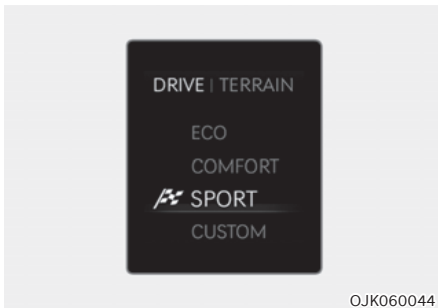 DRIVE | TERRAIN
ECO
COMFORT
SPORT
CUSTOM
OJK060044